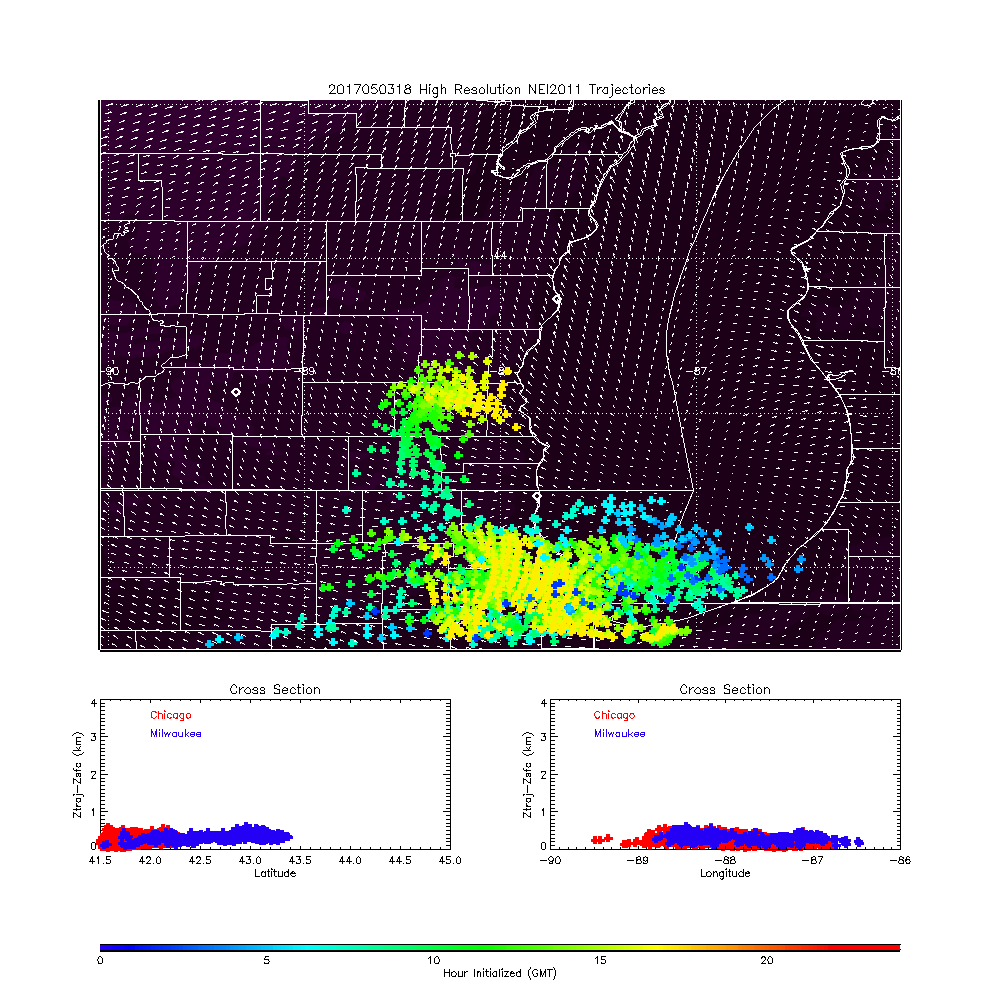 2017050318 High Resolution NEI2011 Trajectories
44
-89
-87
Cross Section
Cross Section
Chicago
Milwaukee
Chicago
Milwaukee
Ztraj-Zsfc (km)
4
3
2
1
0
41.5 42.0 42.5 43.0 43.5 44.0 44.5 45.0
Latitude
Ztraj-Zsfc (km)
4
3
2
1
0
-90 -89 -88 -87 -86
Longitude
0 5 10 15 20
Hour Initialized (GMT)